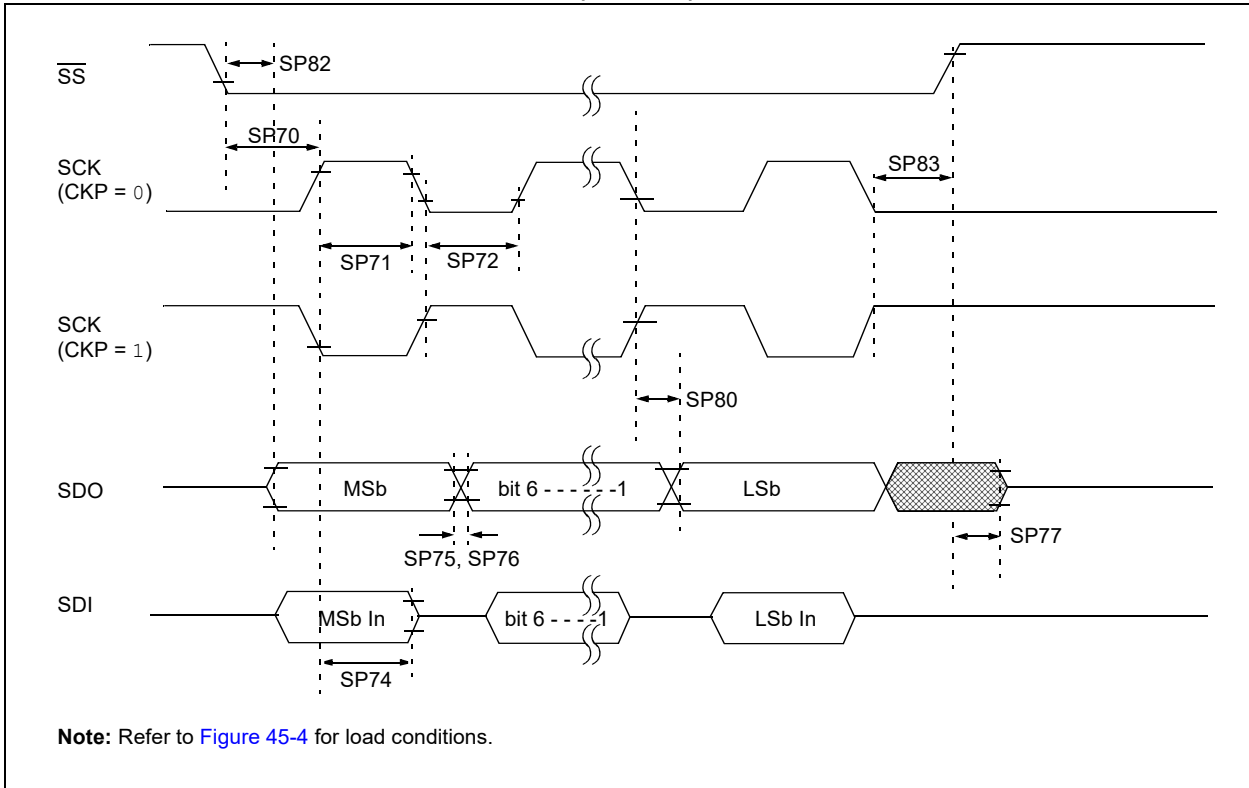 SS
SP82
SP70
SCK
(CKP = 0)
SP83
SP71
SP72
SCK
(CKP = 1)
SP80
SDO
MSb
bit 6 - - - - - -1
LSb
SP77
SP75, SP76
SDI
MSb In
bit 6 - - - -1
LSb In
SP74
Note: Refer to Figure 45-4 for load conditions.